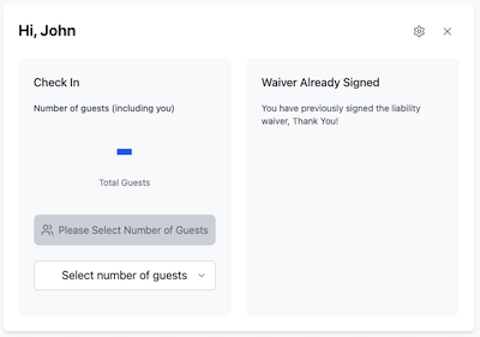 Hi, John
Check In
Number of guests (including you)
-
Total Guests
Please Select Number of Guests
Select number of guests
Waiver Already Signed
You have previously signed the liability
waiver, Thank You!